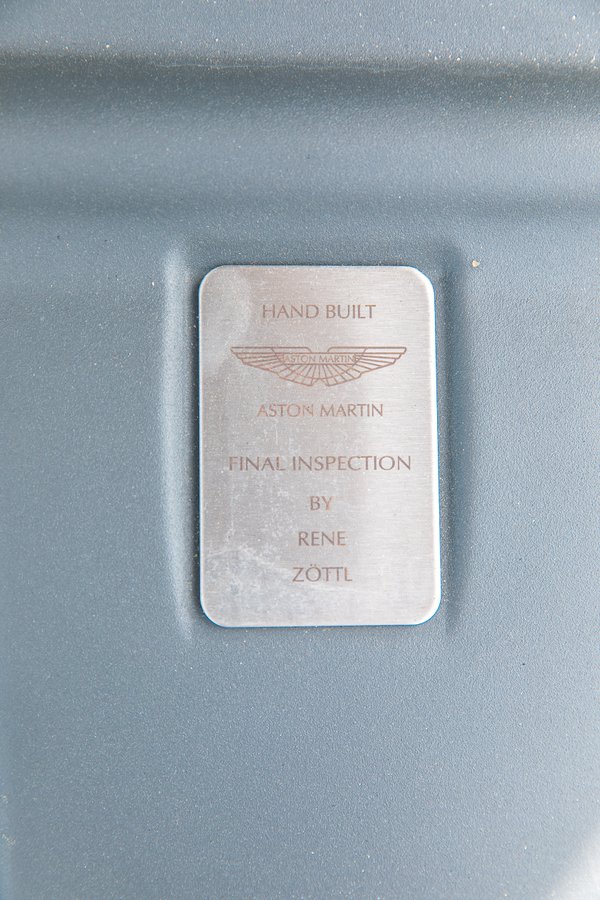 HAND BUILT
ASTON MARTIN
ASTON MARTIN
FINAL INSPECTION
BY
RENE
ZÖTTL